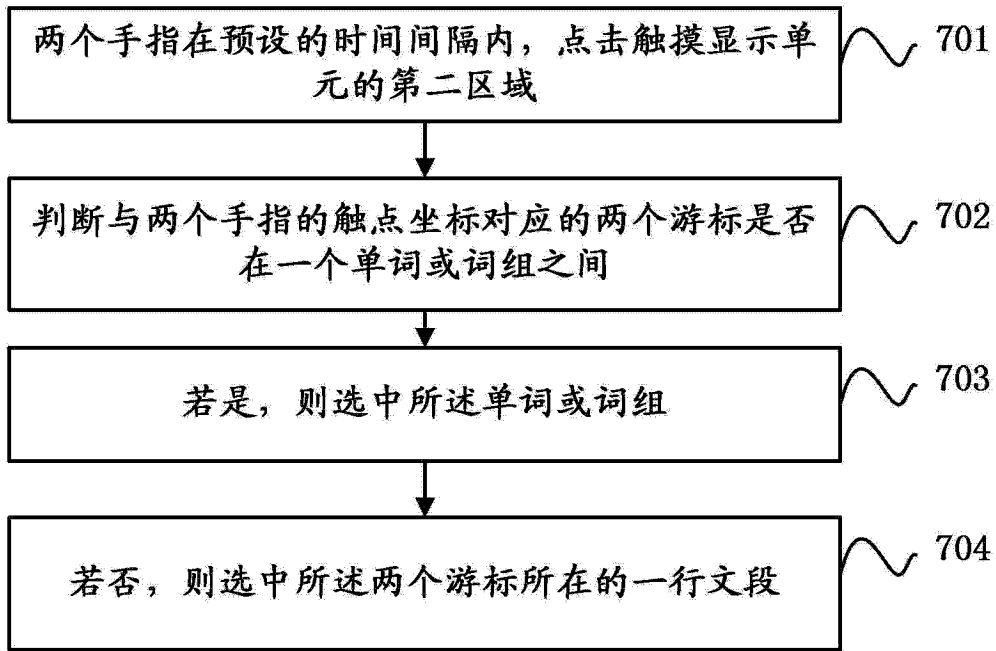 两个手指在预设的时间间隔内，点击触摸显示单
元的第二区域
701
判断与两个手指的触点坐标对应的两个游标是否
在一个单词或词组之间
702
若是，则选中所述单词或词组
703
若否，则选中所述两个游标所在的一行文段
704